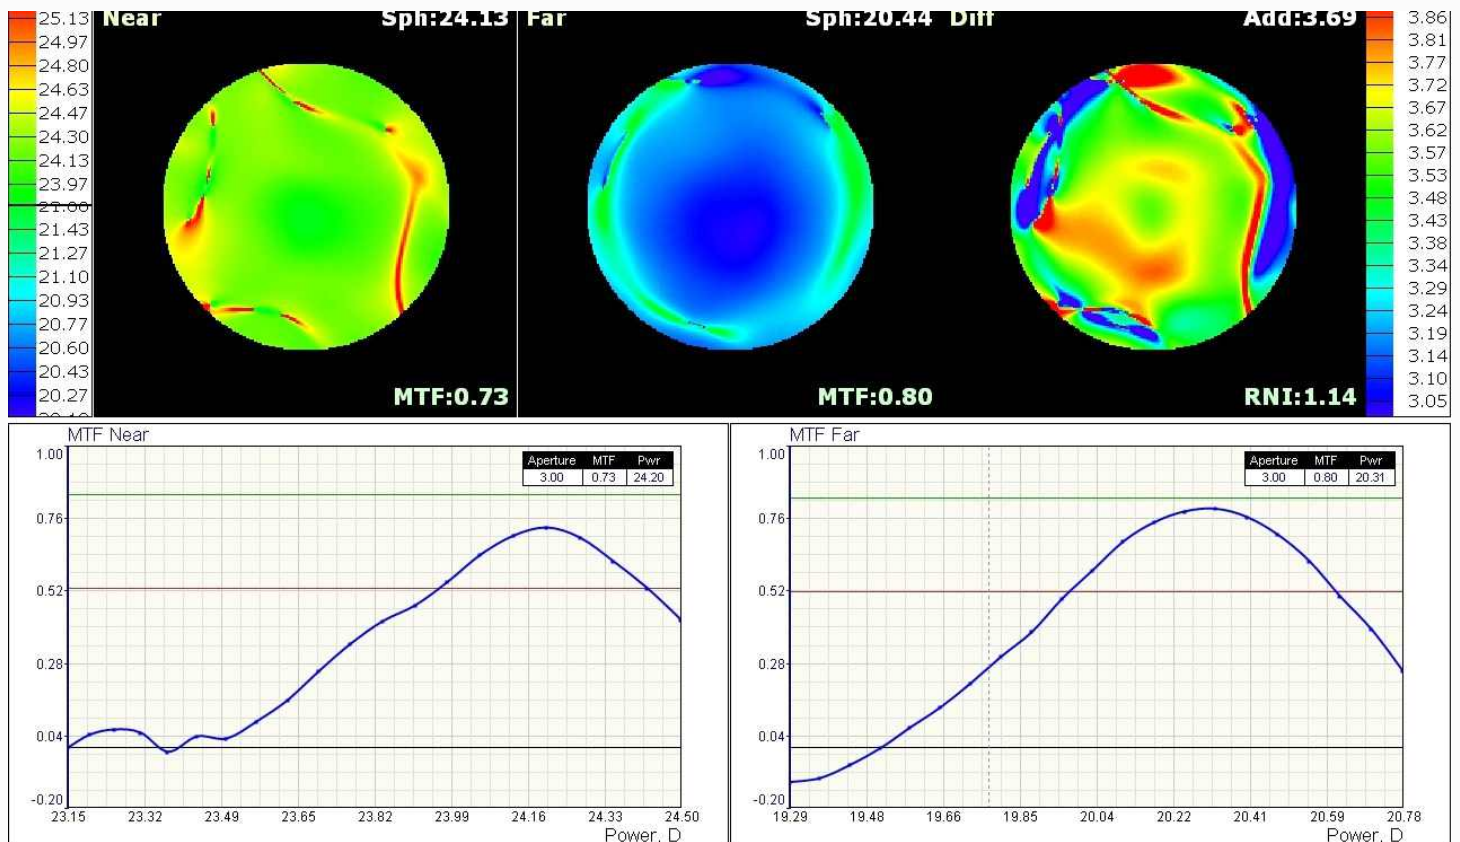 Near Sph:24.13
Far Sph:20.44
Diff Add:3.69
25.13
24.97
24.80
24.63
24.47
24.30
24.13
23.97
21.43
21.27
21.10
20.93
20.77
20.60
20.43
20.27
3.86
3.81
3.77
3.72
3.67
3.62
3.57
3.53
3.48
3.43
3.38
3.34
3.29
3.24
3.19
3.14
3.10
3.05
MTF:0.73
MTF:0.80
RNI:1.14
MTF Near
1.00
0.76
0.52
0.28
0.04
-0.20
Aperture MTF Pwr
3.00 0.73 24.20
23.15 23.32 23.49 23.65 23.82 23.99 24.16 24.33 24.50
Power, D
MTF Far
1.00
0.76
0.52
0.28
0.04
-0.20
Aperture MTF Pwr
3.00 0.80 20.31
19.29 19.48 19.66 19.85 20.04 20.22 20.41 20.59 20.78
Power, D